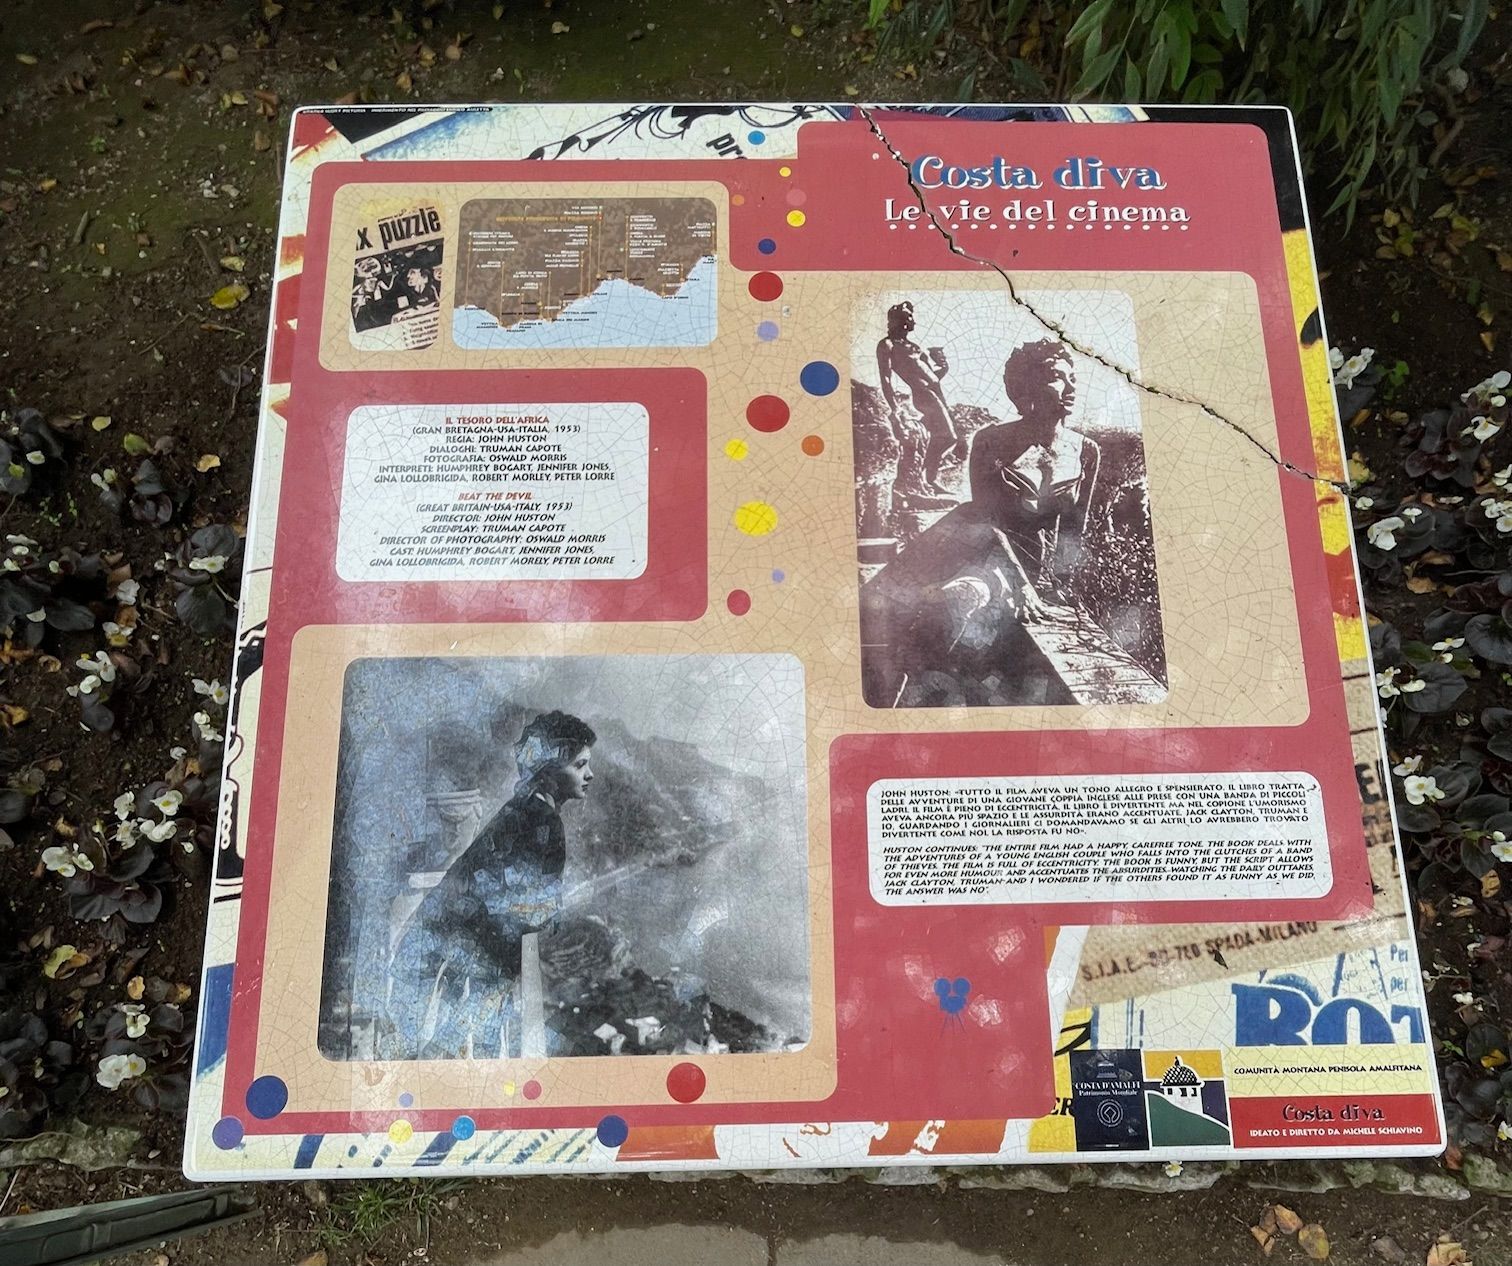 Costa diva
Le vie del cinema
x puzzle
IL TESORO DELL'AFRICA
(GRAN BRETAGNA-USA-ITALIA, 1953)
REGIA: JOHN HUSTON
DIALOGHI: TRUMAN CAPOTE
FOTOGRAFIA: OSWALD MORRIS
INTERPRETI: HUMPHREY BOGART, JENNIFER JONES,
GINA LOLLOBRIGIDA, ROBERT MORLEY, PETER LORRE
BEAT THE DEVIL
(GREAT BRITAIN-USA-ITALY, 1953)
DIRECTOR: JOHN HUSTON
SCREENPLAY: TRUMAN CAPOTE
DIRECTOR OF PHOTOGRAPHY: OSWALD MORRIS
CAST: HUMPHREY BOGART, JENNIFER JONES,
GINA LOLLOBRIGIDA, ROBERT MORELY, PETER LORRE
JOHN HUSTON: «TUTTO IL FILM AVEVA UN TONO ALLEGRO E SPENSIERATO. IL LIBRO TRATTA
DELLE AVVENTURE DI UNA GIOVANE COPPIA INGLESE ALLE PRESE CON UNA BANDA DI PICCOLI
LADRI. IL FILM È PIENO DI ECCENTRICITÀ. IL LIBRO È DIVERTENTE MA NEL COPIONE L'UMORISMO
AVEVA ANCORA PIÙ SPAZIO E LE ASSURDITÀ ERANO ACCENTUATE. JACK CLAYTON, TRUMAN E
IO, GUARDANDO I GIORNALIERI CI DOMANDAVAMO SE GLI ALTRI LO AVREBBERO TROVATO
DIVERTENTE COME NOI. LA RISPOSTA FU NO».
HUSTON CONTINUES: "THE ENTIRE FILM HAD A HAPPY, CAREFREE TONE. THE BOOK DEALS WITH
THE ADVENTURES OF A YOUNG ENGLISH COUPLE WHO FALLS INTO THE CLUTCHES OF A BAND
OF THIEVES. THE FILM IS FULL OF ECCENTRICITY. THE BOOK IS FUNNY, BUT THE SCRIPT ALLOWS
FOR EVEN MORE HUMOUR AND ACCENTUATES THE ABSURDITIES. WATCHING THE DAILY OUTTAKES,
JACK CLAYTON, TRUMAN AND I WONDERED IF THE OTHERS FOUND IT AS FUNNY AS WE DID.
THE ANSWER WAS NO".
S.I.A.E. SPADA-MILANO
Per
per
BOT
COSTA D'AMALFI
Patrimonio Mondiale
COMUNITÀ MONTANA PENISOLA AMALFITANA
Costa diva
IDEATO E DIRETTO DA MICHELE SCHIAVINO